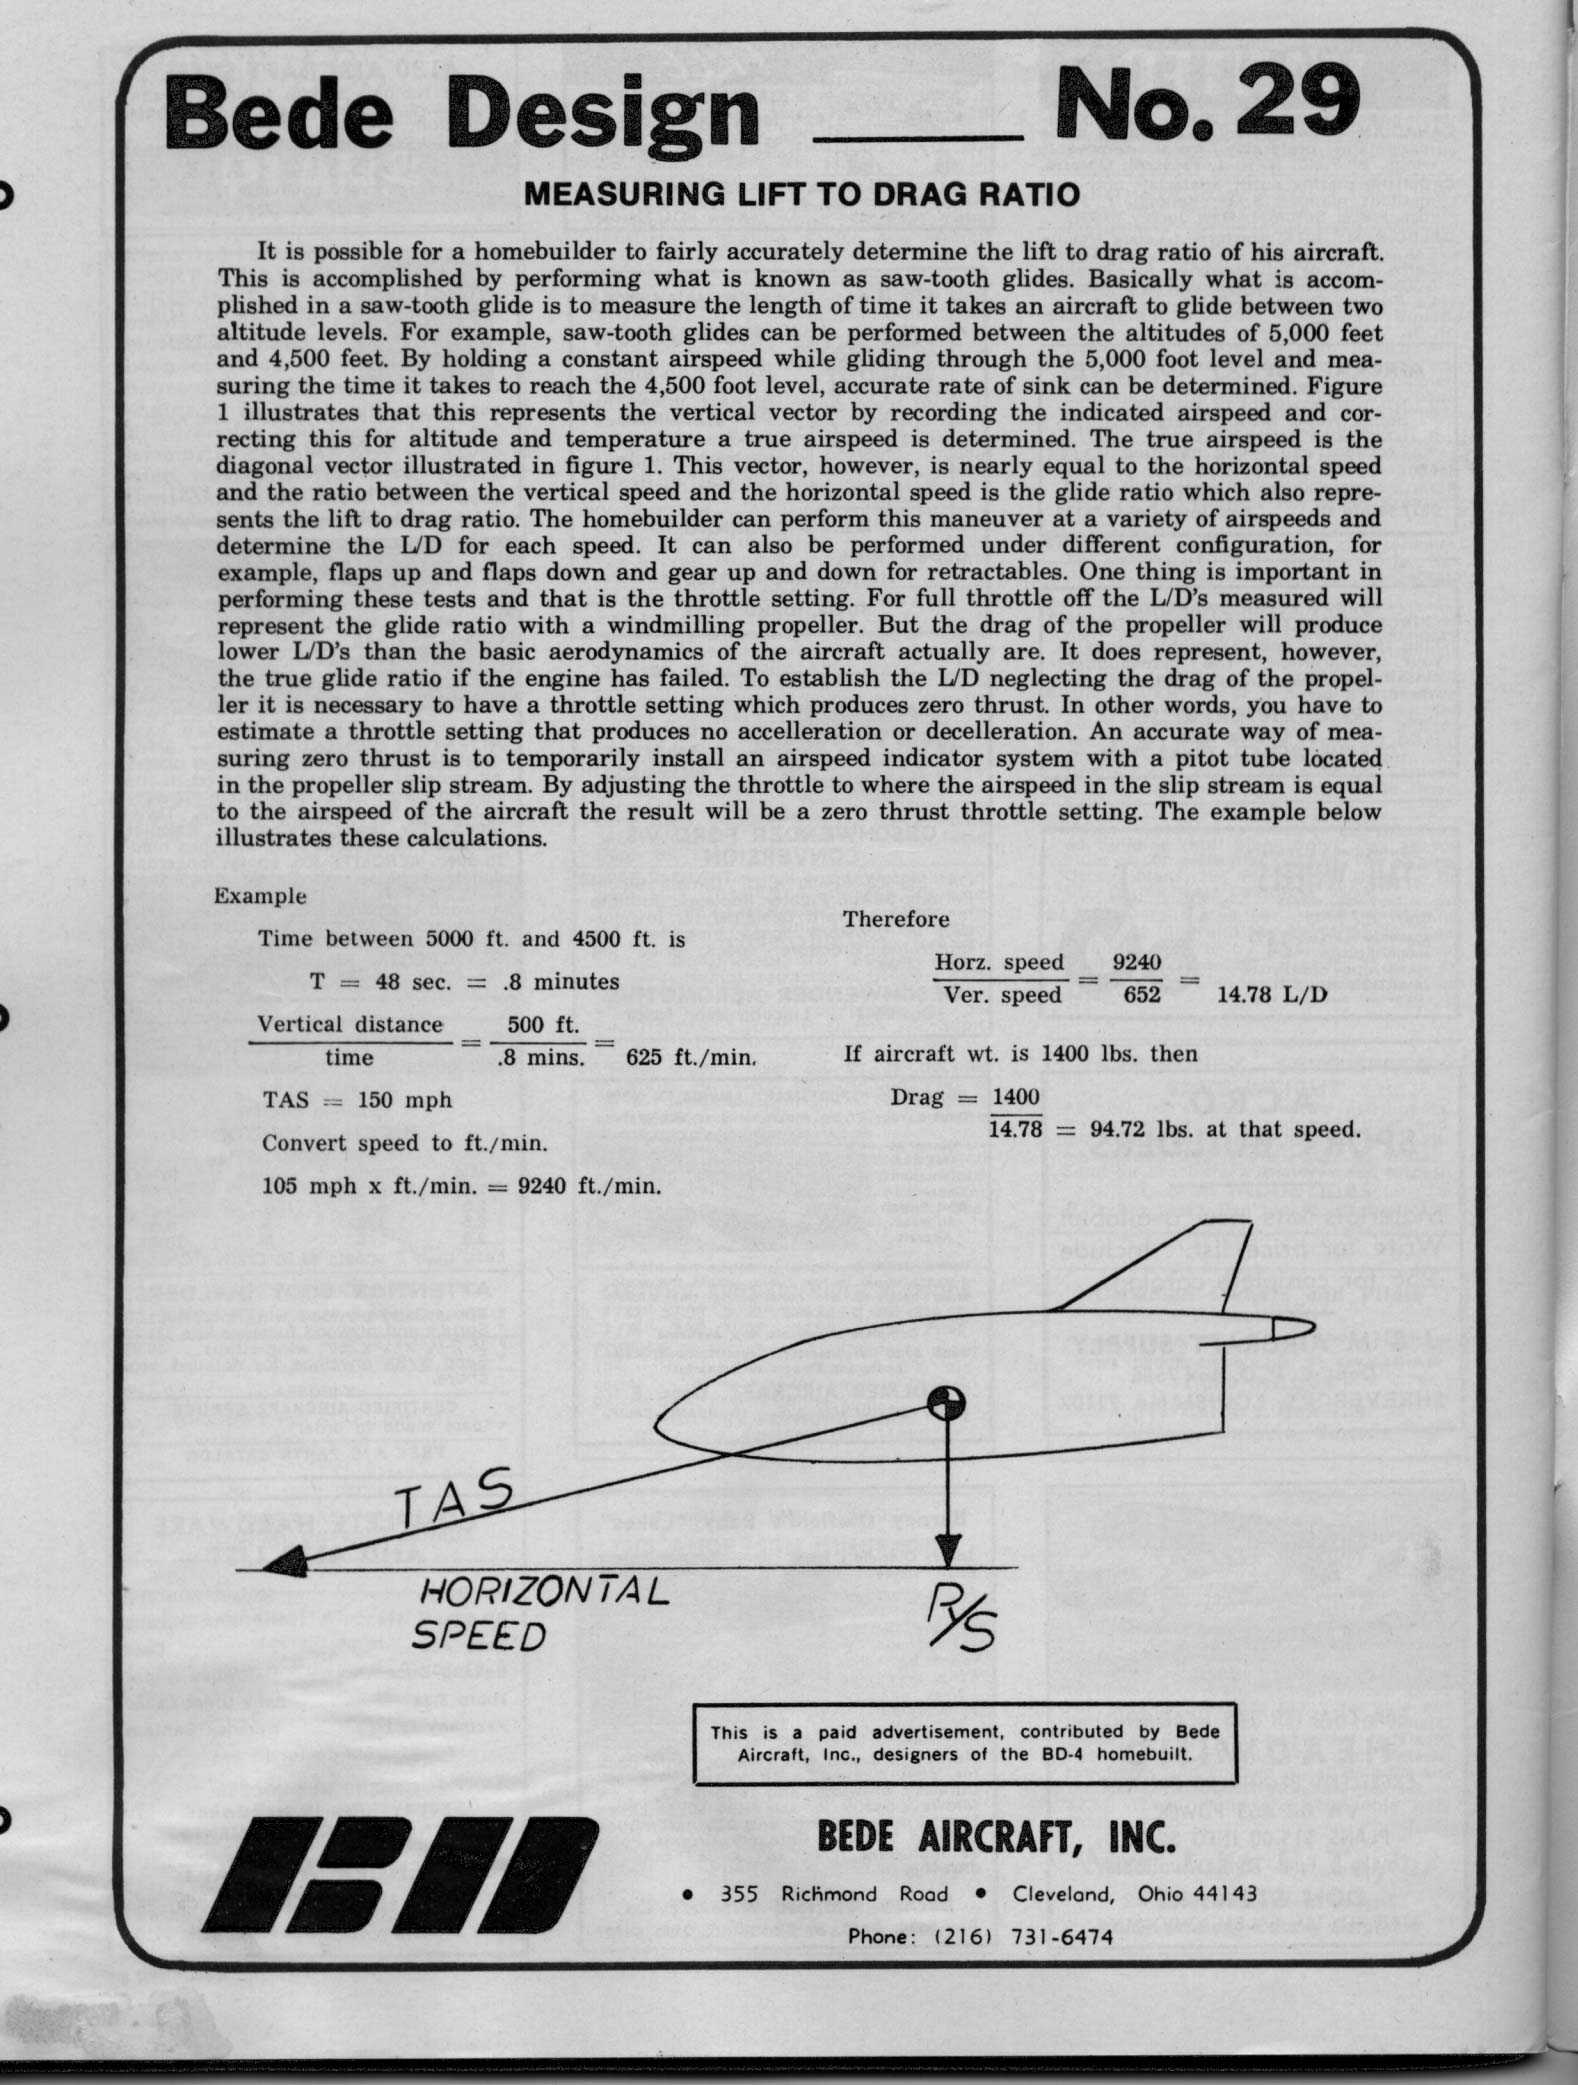 Bede Design ____ No. 29
MEASURING LIFT TO DRAG RATIO
It is possible for a homebuilder to fairly accurately determine the lift to drag ratio of his aircraft.
This is accomplished by performing what is known as saw-tooth glides. Basically what is accom-
plished in a saw-tooth glide is to measure the length of time it takes an aircraft to glide between two
altitude levels. For example, saw-tooth glides can be performed between the altitudes of 5,000 feet
and 4,500 feet. By holding a constant airspeed while gliding through the 5,000 foot level and mea-
suring the time it takes to reach the 4,500 foot level, accurate rate of sink can be determined. Figure
1 illustrates that this represents the vertical vector by recording the indicated airspeed and cor-
recting this for altitude and temperature a true airspeed is determined. The true airspeed is the
diagonal vector illustrated in figure 1. This vector, however, is nearly equal to the horizontal speed
and the ratio between the vertical speed and the horizontal speed is the glide ratio which also repre-
sents the lift to drag ratio. The homebuilder can perform this maneuver at a variety of airspeeds and
determine the L/D for each speed. It can also be performed under different configuration, for
example, flaps up and flaps down and gear up and down for retractables. One thing is important in
performing these tests and that is the throttle setting. For full throttle off the L/D's measured will
represent the glide ratio with a windmilling propeller. But the drag of the propeller will produce
lower L/D's than the basic aerodynamics of the aircraft actually are. It does represent, however,
the true glide ratio if the engine has failed. To establish the L/D neglecting the drag of the propel-
ler it is necessary to have a throttle setting which produces zero thrust. In other words, you have to
estimate a throttle setting that produces no accelleration or decelleration. An accurate way of mea-
suring zero thrust is to temporarily install an airspeed indicator system with a pitot tube located
in the propeller slip stream. By adjusting the throttle to where the airspeed in the slip stream is equal
to the airspeed of the aircraft the result will be a zero thrust throttle setting. The example below
illustrates these calculations.
Example
Time between 5000 ft. and 4500 ft. is
T = 48 sec. = .8 minutes
Vertical distance = 500 ft. =
time .8 mins. 625 ft./min.
TAS = 150 mph
Convert speed to ft./min.
105 mph x ft./min. = 9240 ft./min.
Therefore
Horz. speed = 9240 =
Ver. speed 652 14.78 L/D
If aircraft wt. is 1400 lbs. then
Drag = 1400
14.78 = 94.72 lbs. at that speed.
TAS
HORIZONTAL
SPEED
R/S
This is a paid advertisement, contributed by Bede
Aircraft, Inc., designers of the BD-4 homebuilt.
BD
BEDE AIRCRAFT, INC.
• 355 Richmond Road • Cleveland, Ohio 44143
Phone: (216) 731-6474